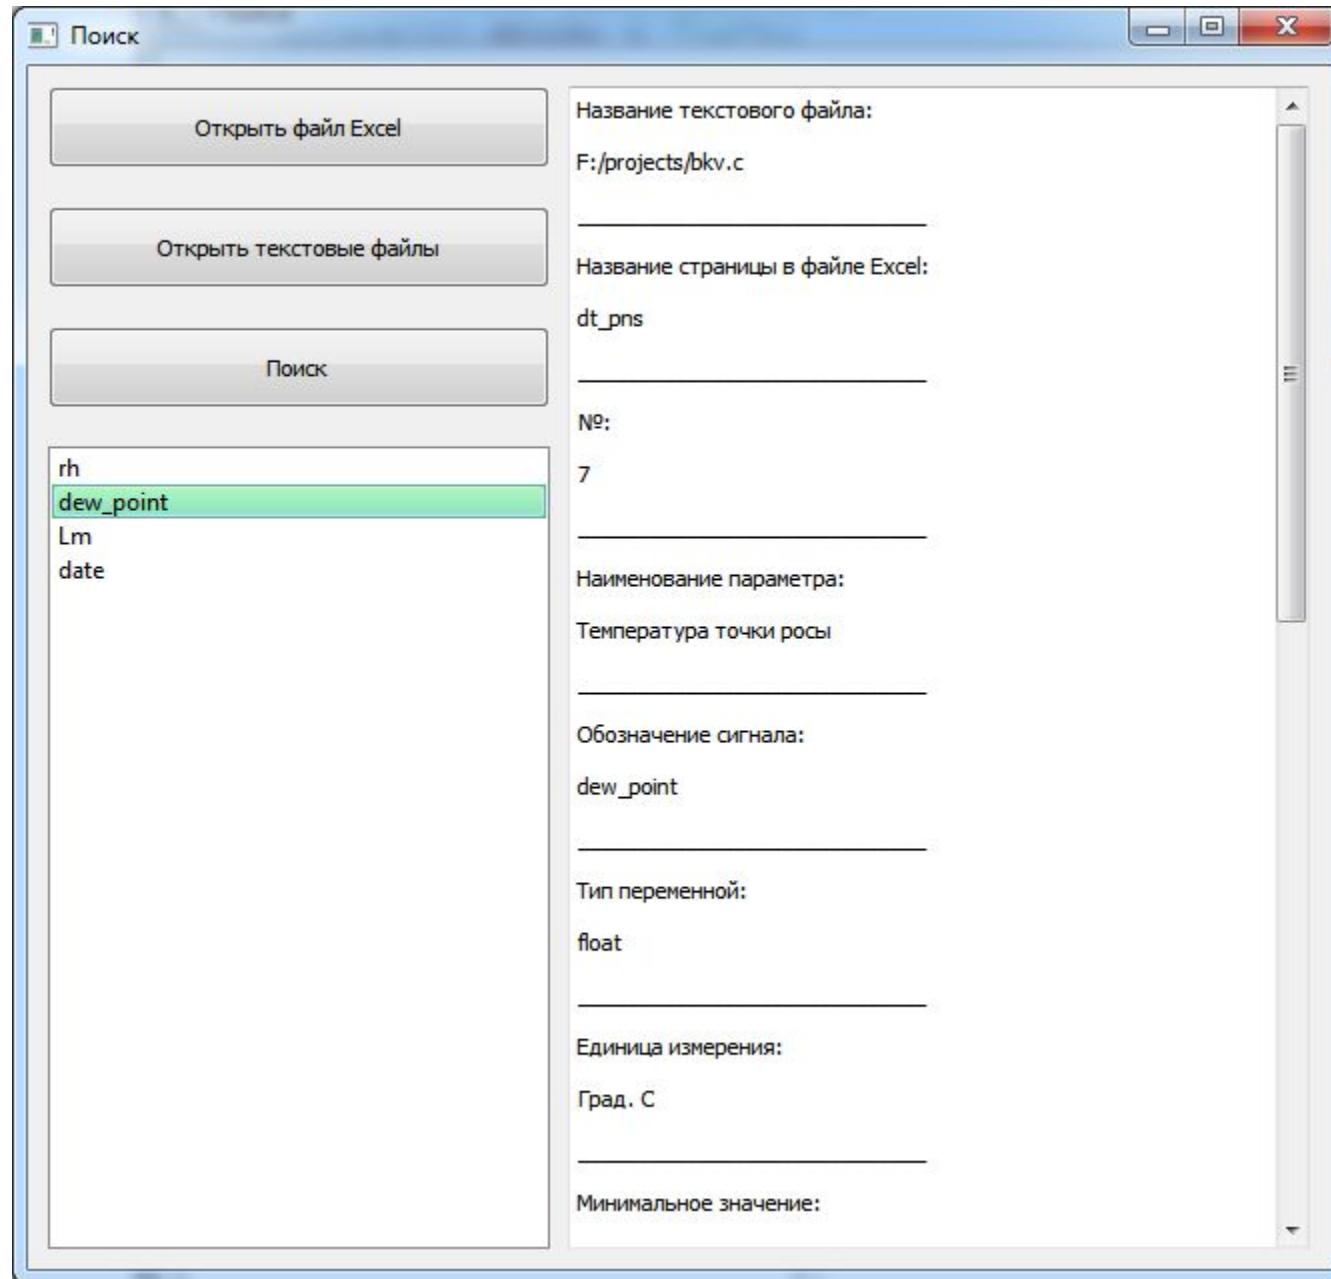 Поиск
Открыть файл Excel
Открыть текстовые файлы
Поиск
rh
dew_point
Lm
date
Название текстового файла:
F:/projects/bkv.c
Название страницы в файле Excel:
dt_pns
№:
7
Наименование параметра:
Температура точки росы
Обозначение сигнала:
dew_point
Тип переменной:
float
Единица измерения:
Град. С
Минимальное значение: